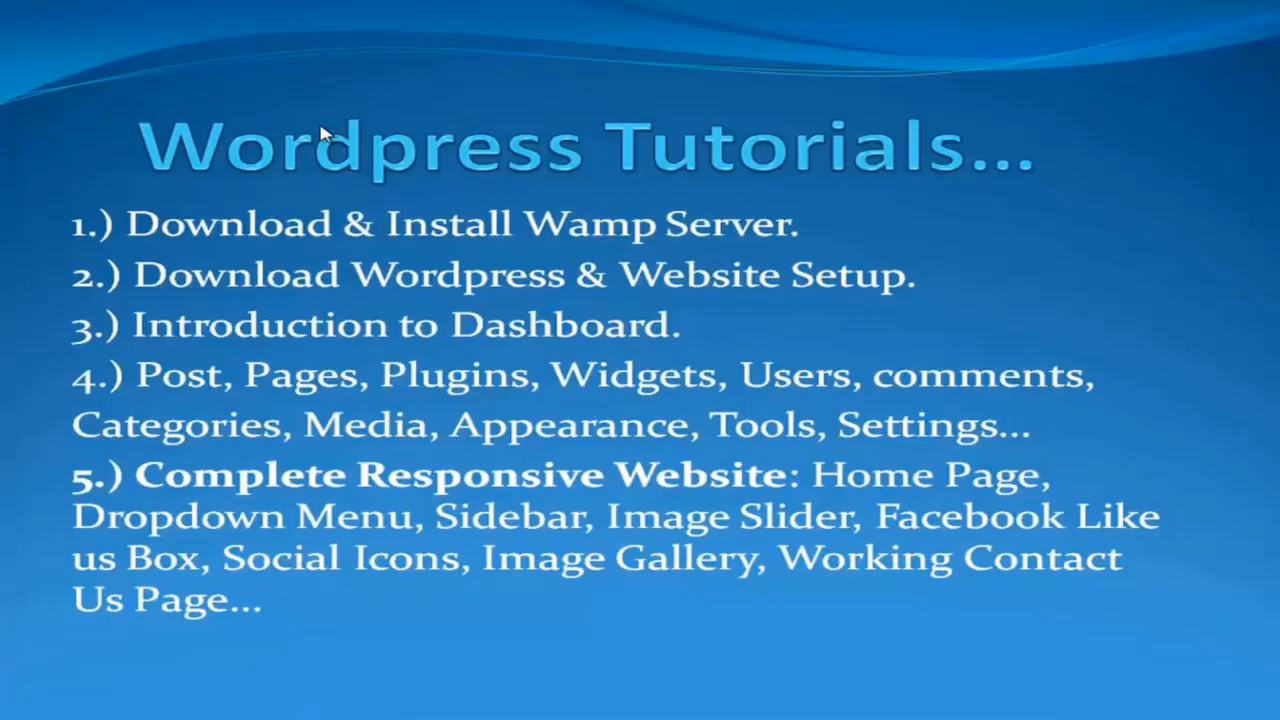 Wordpress Tutorials...
1.) Download & Install Wamp Server.
2.) Download Wordpress & Website Setup.
3.) Introduction to Dashboard.
4.) Post, Pages, Plugins, Widgets, Users, comments,
Categories, Media, Appearance, Tools, Settings...
5.) Complete Responsive Website: Home Page,
Dropdown Menu, Sidebar, Image Slider, Facebook Like
us Box, Social Icons, Image Gallery, Working Contact
Us Page...